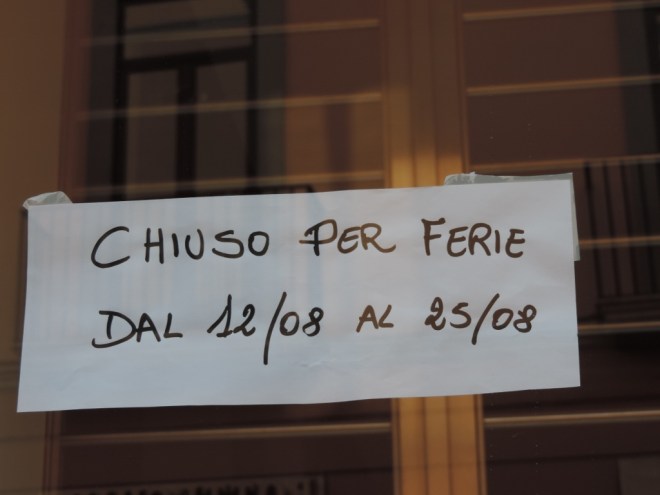 CHIUSO PER FERIE
DAL 12/08 AL 25/08